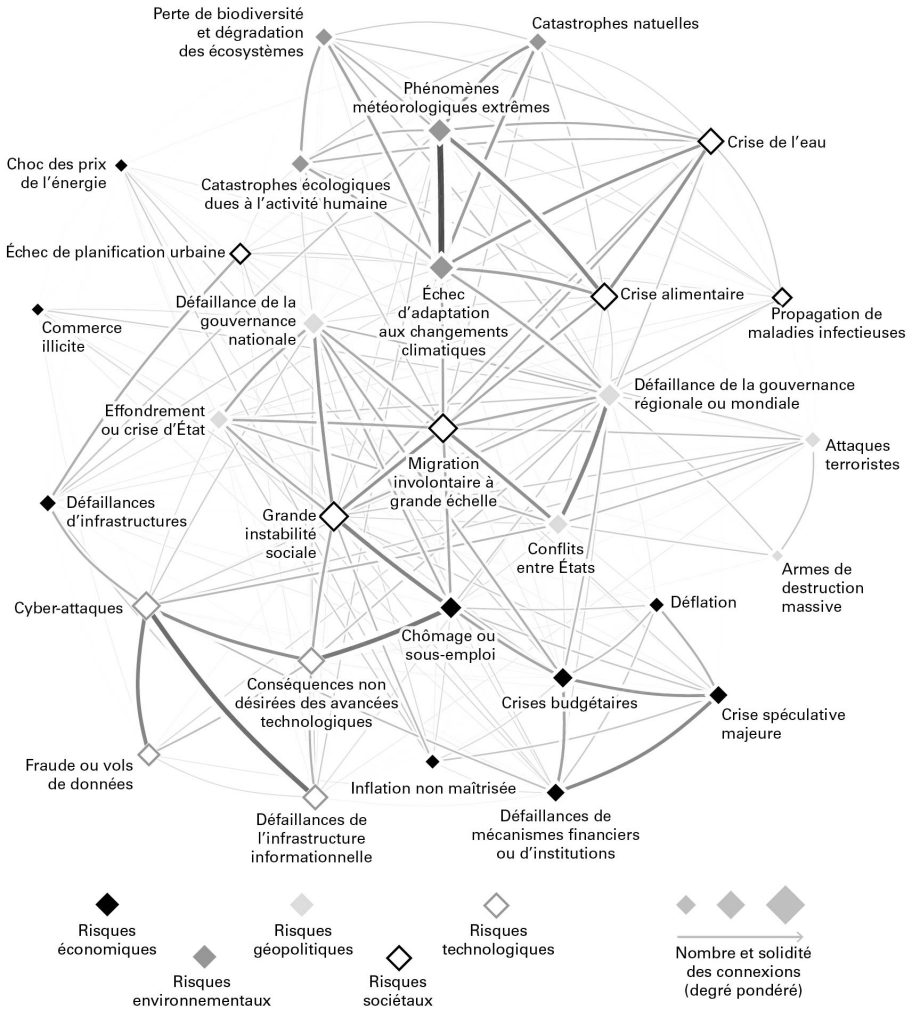 Perte de biodiversité
et dégradation
des écosystèmes
Catastrophes natuelles
Phénomènes
météorologiques extrêmes
Crise de l'eau
Choc des prix
de l'énergie
Catastrophes écologiques
dues à l'activité humaine
Échec de planification urbaine
Échec
d'adaptation
aux changements
climatiques
Crise alimentaire
Défaillance de la
gouvernance
nationale
Commerce
illicite
Propagation de
maladies infectieuses
Défaillance de la gouvernance
régionale ou mondiale
Effondrement
ou crise d'État
Attaques
terroristes
Migration
involontaire à
grande échelle
Défaillances
d'infrastructures
Grande
instabilité
sociale
Conflits
entre États
Armes de
destruction
massive
Cyber-attaques
Déflation
Chômage ou
sous-emploi
Conséquences non
désirées des avancées
technologiques
Crises budgétaires
Crise spéculative
majeure
Fraude ou vols
de données
Inflation non maîtrisée
Défaillances de
l'infrastructure
informationnelle
Défaillances de
mécanismes financiers
ou d'institutions
Risques
économiques
Risques
environnementaux
Risques
géopolitiques
Risques
sociétaux
Risques
technologiques
Nombre et solidité
des connexions
(degré pondéré)